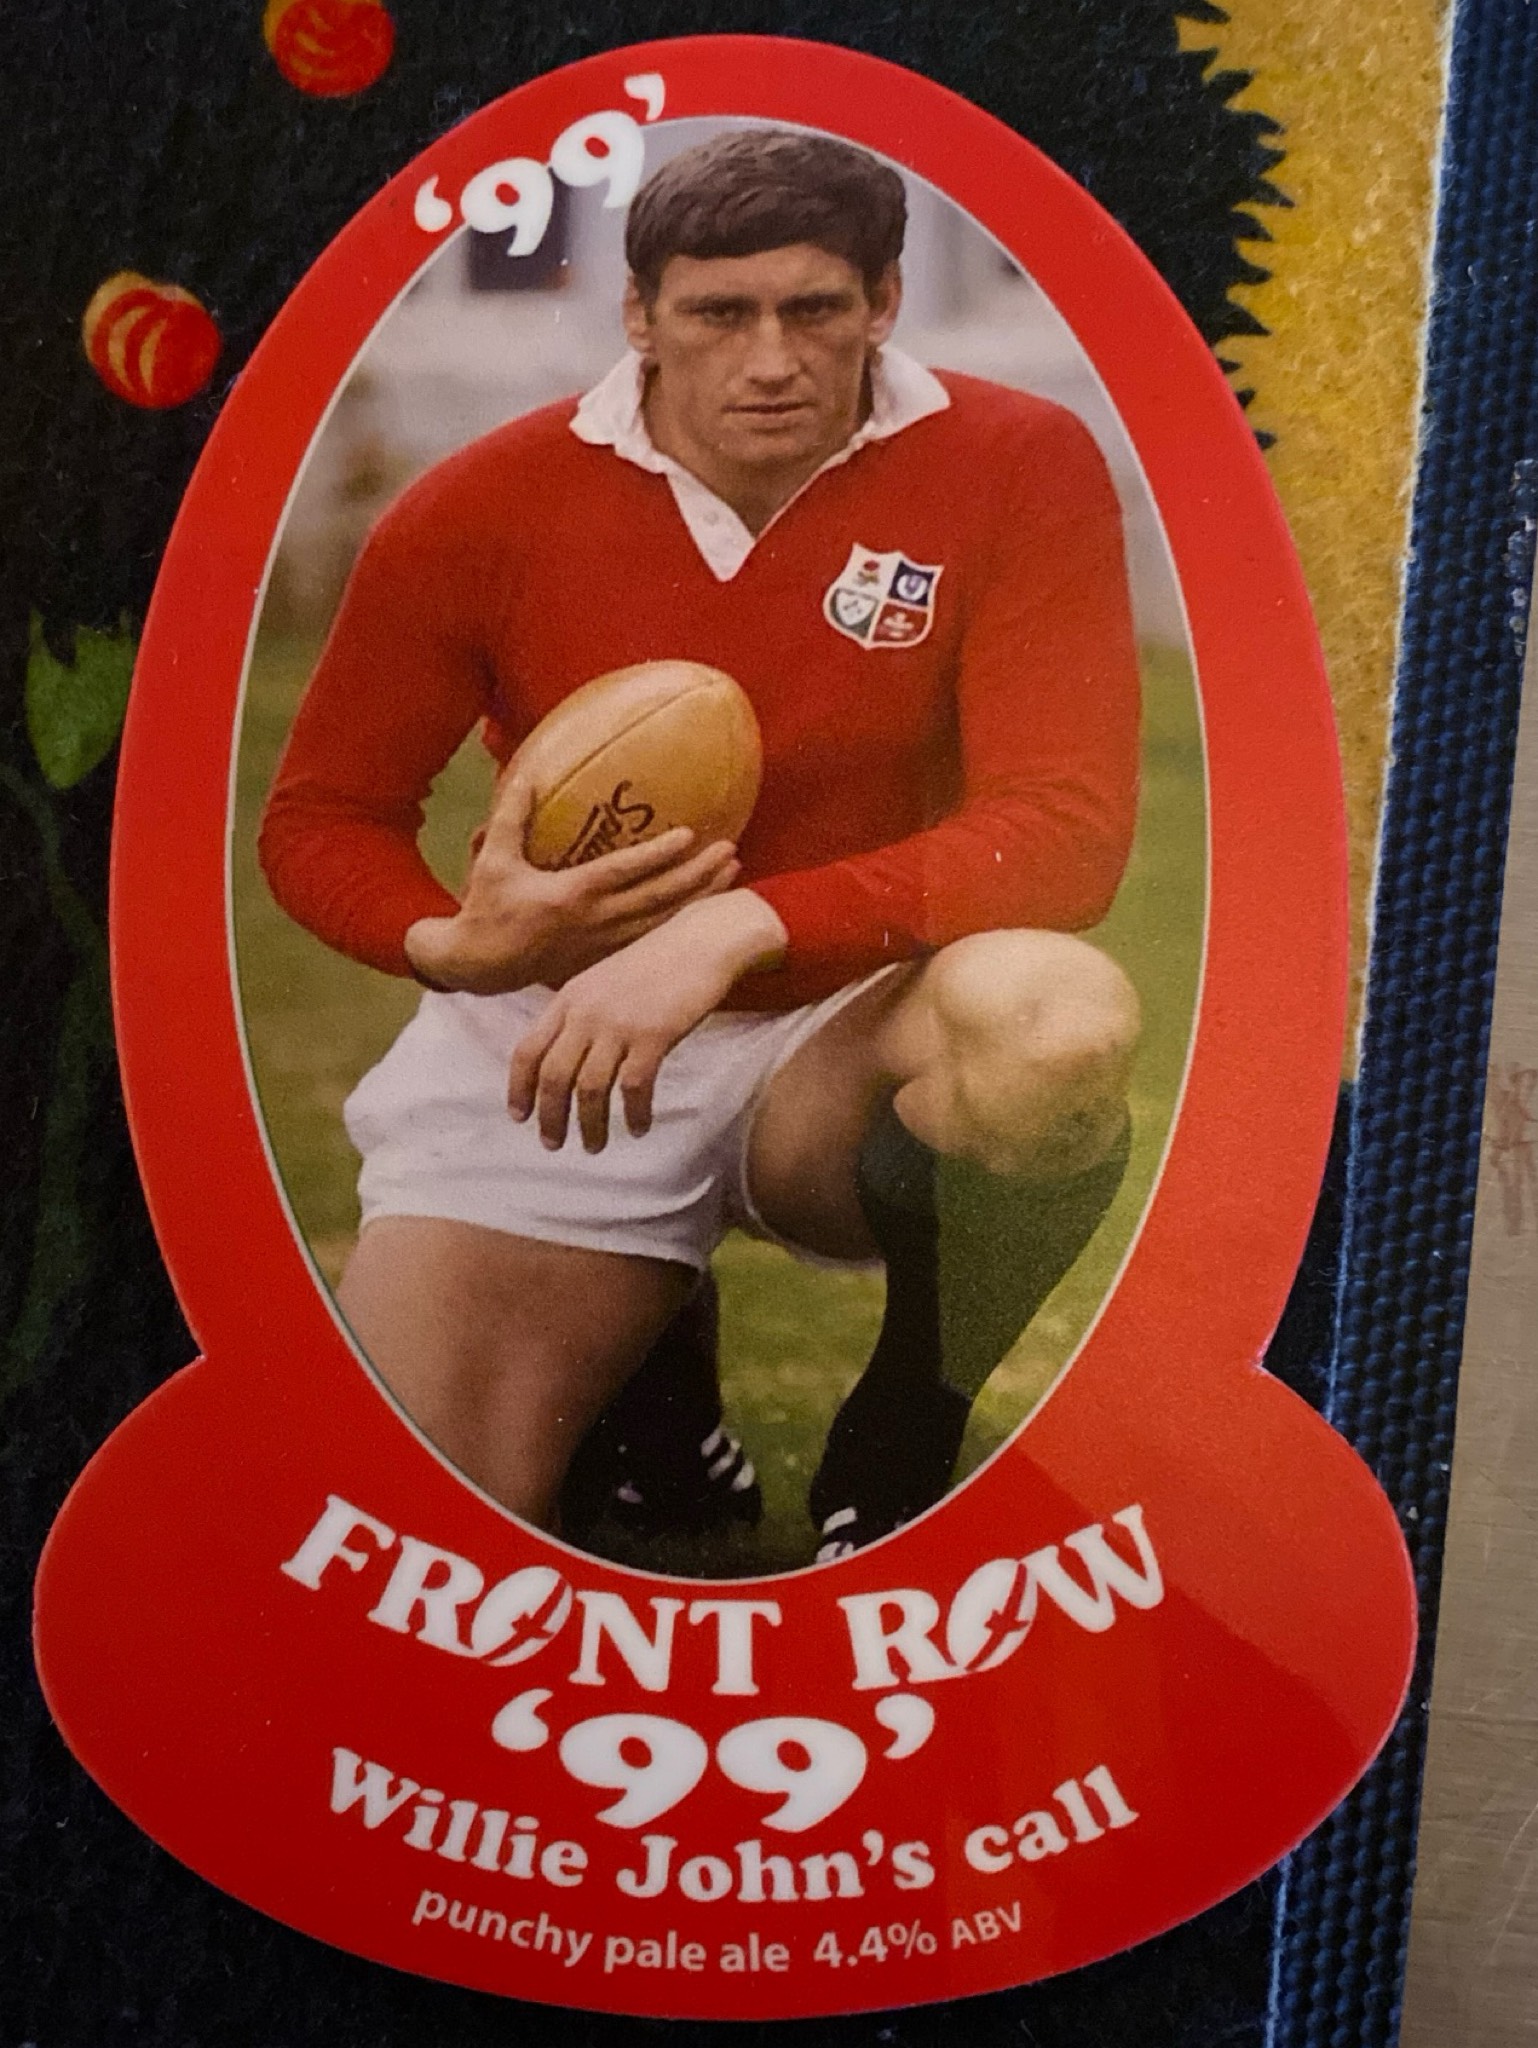 ‘99’
FRONT ROW
‘99’
Willie John’s call
punchy pale ale 4.4% ABV